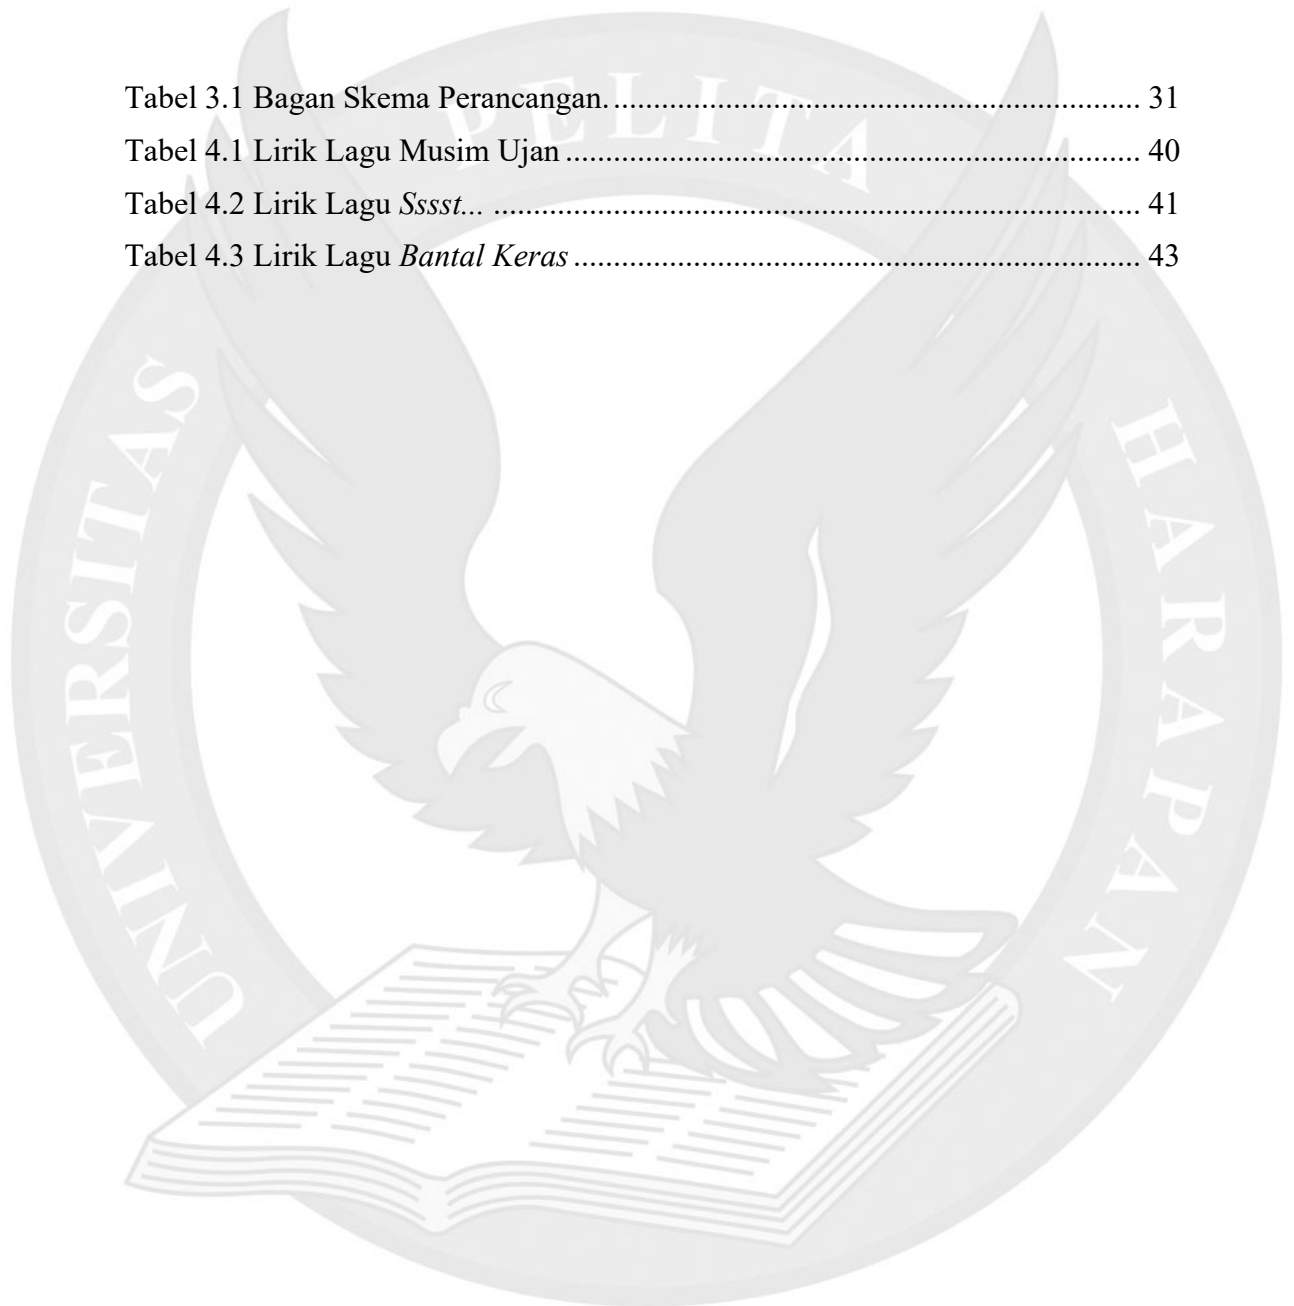 PELITA
Tabel 3.1 Bagan Skema Perancangan. ............................................................ 31
Tabel 4.1 Lirik Lagu Musim Ujan ................................................................. 40
Tabel 4.2 Lirik Lagu Sssst... .......................................................................... 41
Tabel 4.3 Lirik Lagu Bantal Keras ................................................................ 43
UNIVERSITAS
HARAPAN